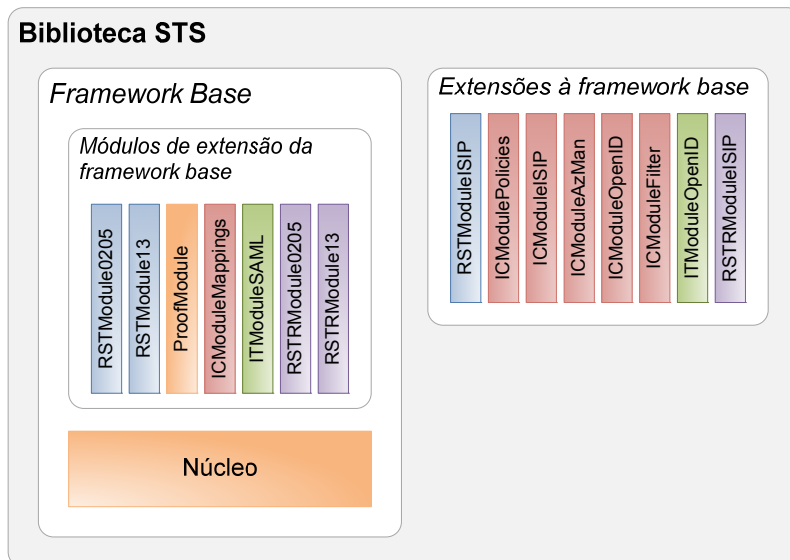 Biblioteca STS
Framework Base
Módulos de extensão da
framework base
RSTModule0205
RSTModule13
ProofModule
ICModuleMappings
ITModuleSAML
RSTRModule0205
RSTRModule13
Núcleo
Extensões à framework base
RSTModuleISIP
ICModulePolicies
ICModuleISIP
ICModuleAzMan
ICModuleOpenID
ICModuleFilter
ITModuleOpenID
RSTRModuleISIP